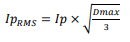 Ip_RMS = Ip × √(Dmax/3)